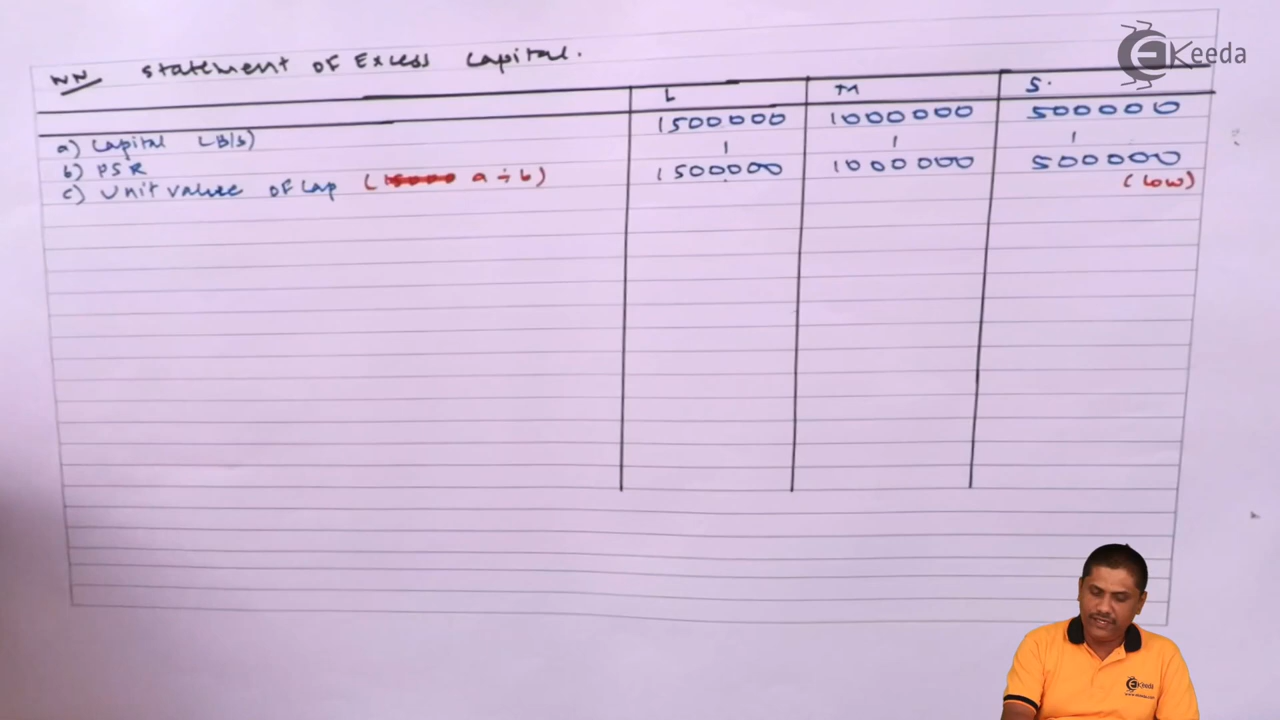 EKeeda
WN Statement of Excess Capital.
L M S.
a) Capital (B/s) 1500000 1000000 500000
b) PSR 1 1 1
c) Unit value of Cap ( a ÷ b) 1500000 1000000 500000
(low)
EKeeda